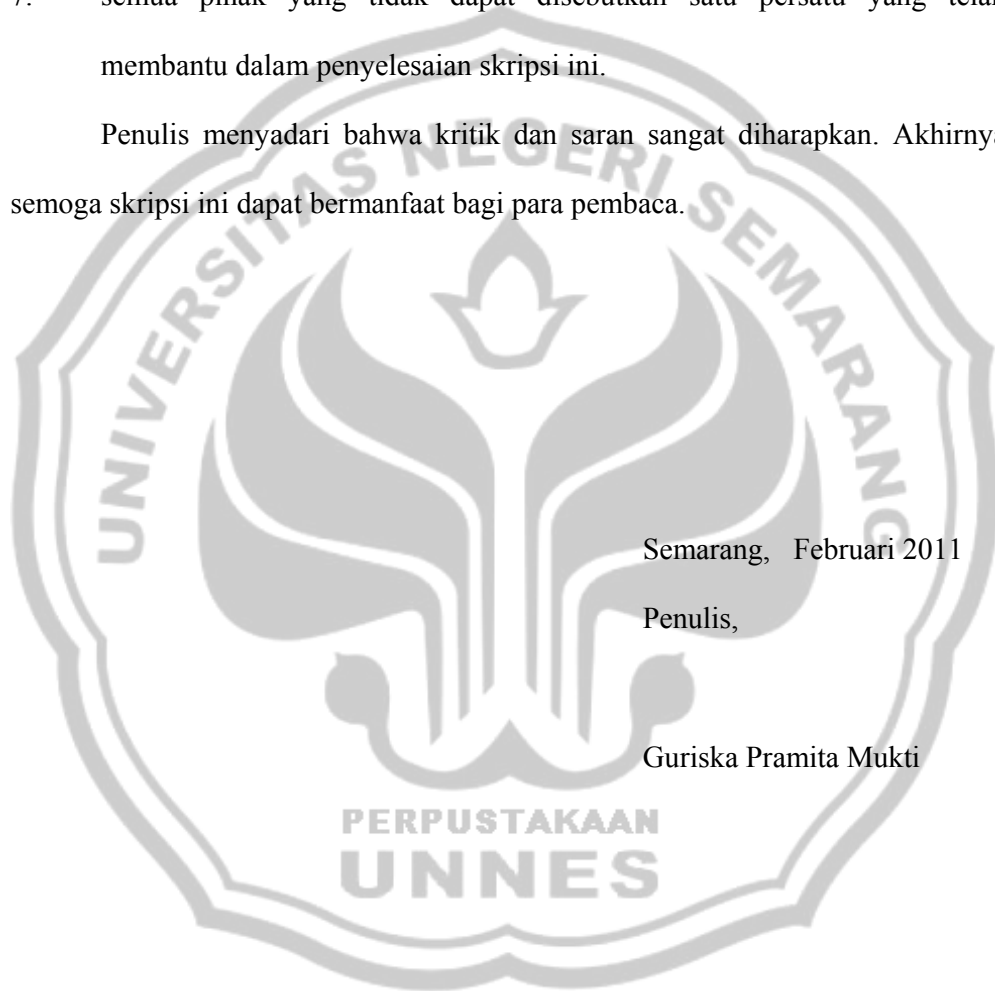 7. semua pihak yang tidak dapat disebutkan satu persatu yang telah
membantu dalam penyelesaian skripsi ini.
Penulis menyadari bahwa kritik dan saran sangat diharapkan. Akhirnya
semoga skripsi ini dapat bermanfaat bagi para pembaca.
UNIVERSITAS NEGERI SEMARANG
Semarang, Februari 2011
Penulis,
Guriska Pramita Mukti
PERPUSTAKAAN
UNNES